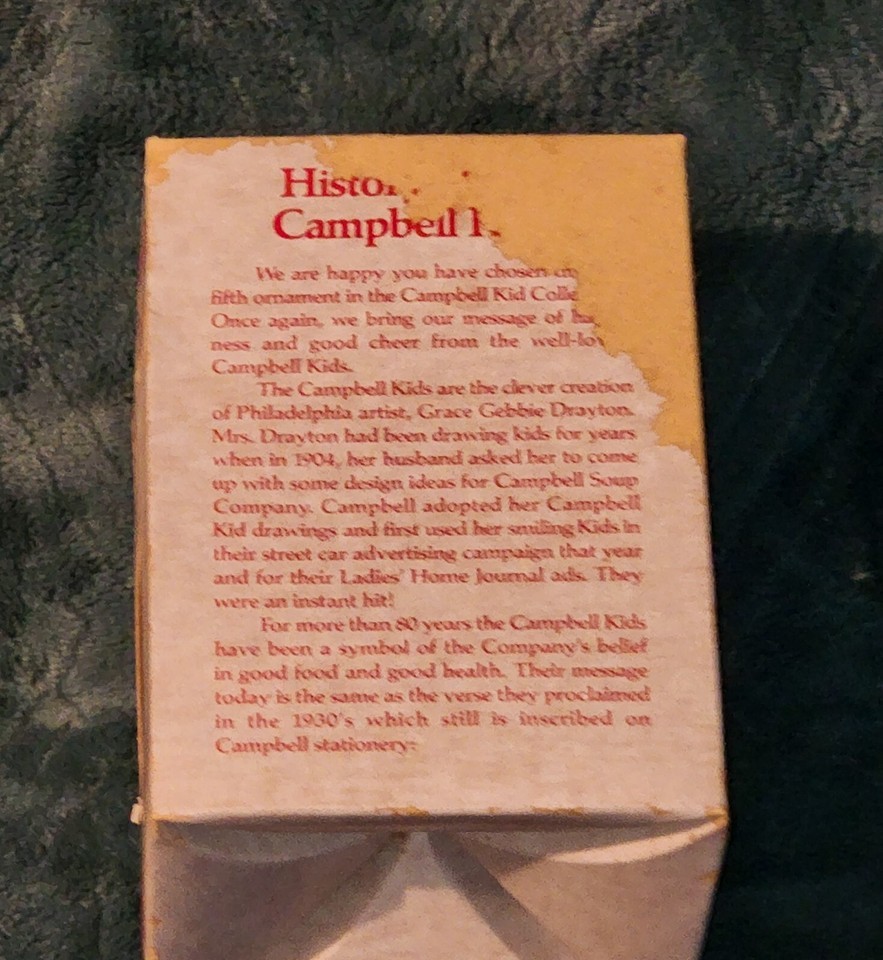 Campbell
We are happy you have chosen
fifth ornament in the Campbell Kid
Once again, we bring our message of
ness and good cheer from the
Campbell Kids.
The Campbell Kids are the clever creation
of Philadelphia artist, Grace Gebbie Drayton.
Mrs. Drayton had been drawing kids for years
when in 1904, her husband asked her to come
up with some design ideas for Campbell Soup
Company. Campbell adopted her Campbell
Kid drawings and first used her smiling Kids in
their street car advertising campaign that year
and for their Ladies' Home Journal ads. They
were an instant hit!
For more than 80 years the Campbell Kids
have been a symbol of the Company's belief
in good food and good health. Their message
today is the same as the verse they proclaimed
in the 1930's which still is inscribed on
Campbell stationery: